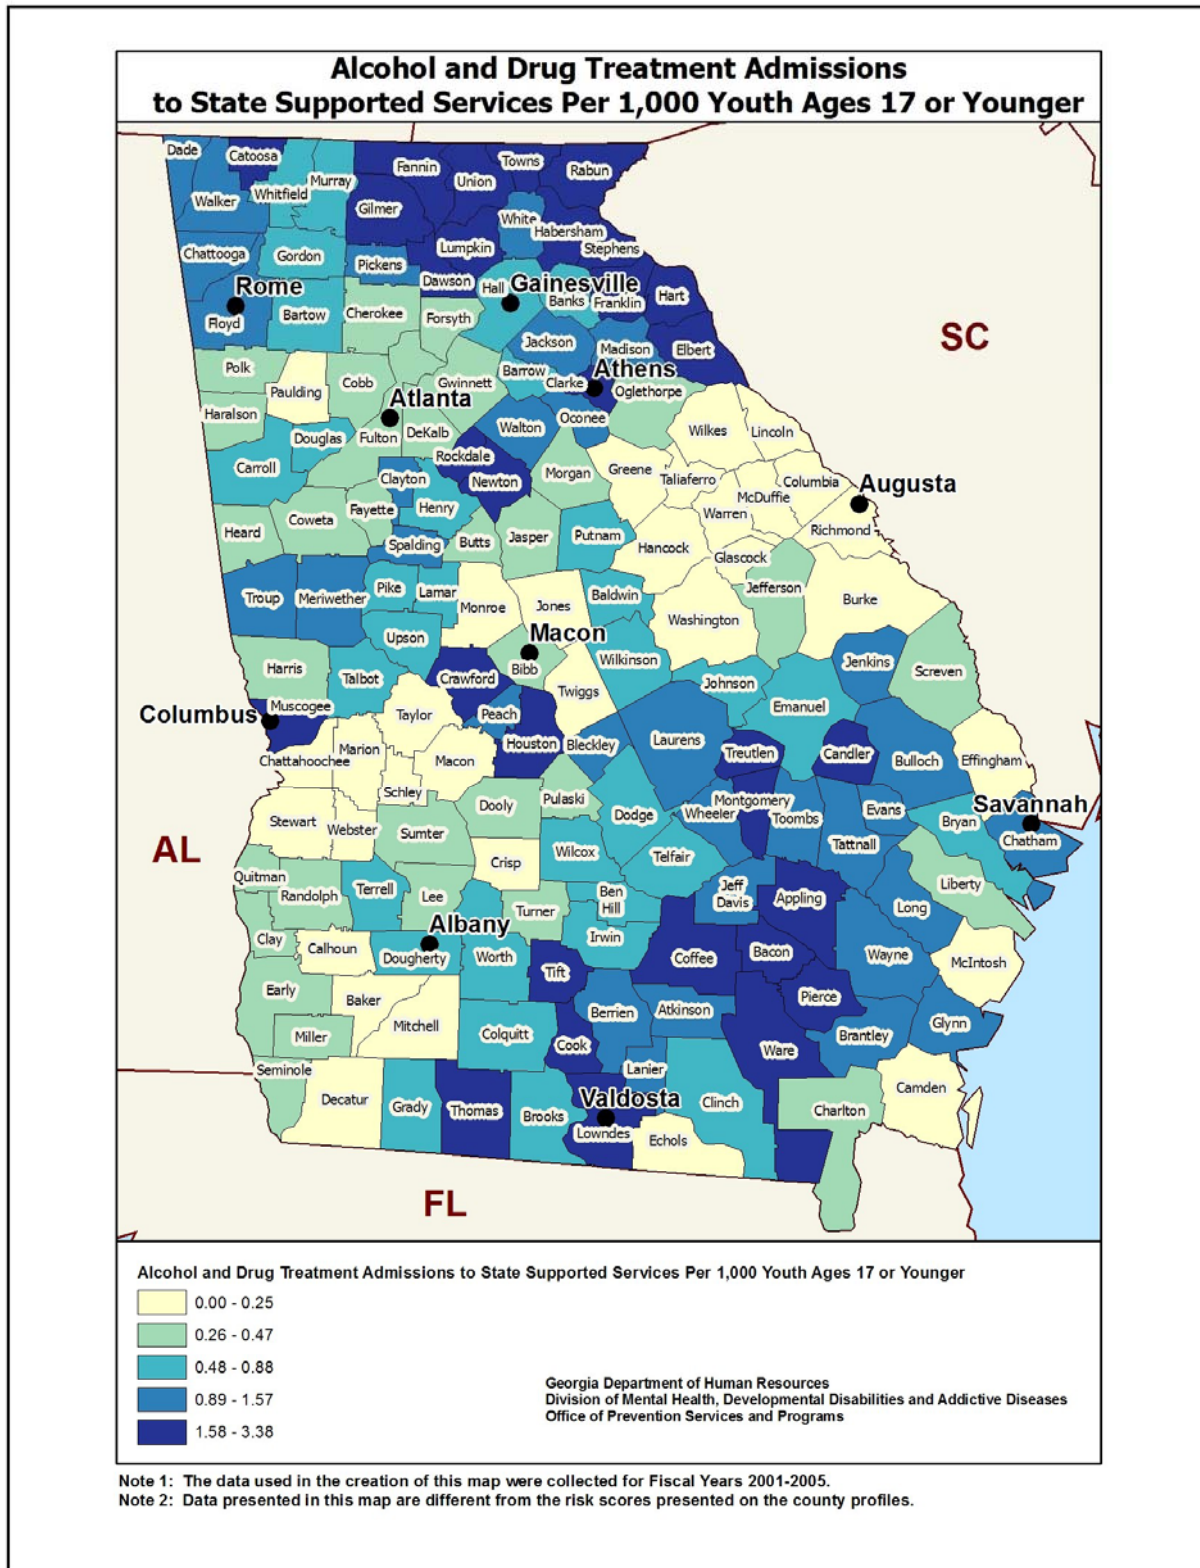 Alcohol and Drug Treatment Admissions
to State Supported Services Per 1,000 Youth Ages 17 or Younger
Dade
Catoosa
Fannin
Towns
Rabun
Union
Murray
Whitfield
Walker
Gilmer
White
Habersham
Stephens
Lumpkin
Chattooga
Gordon
Pickens
Dawson
Rome
Hall
Gainesville
Banks
Franklin
Hart
Floyd
Bartow
Cherokee
Forsyth
SC
Jackson
Madison
Elbert
Polk
Cobb
Gwinnett
Barrow
Clarke
Athens
Paulding
Oglethorpe
Atlanta
Haralson
Fulton
DeKalb
Walton
Oconee
Wilkes
Lincoln
Douglas
Carroll
Rockdale
Newton
Morgan
Greene
Taliaferro
Columbia
Augusta
Clayton
McDuffie
Fayette
Henry
Warren
Richmond
Heard
Coweta
Spalding
Butts
Jasper
Putnam
Hancock
Glascock
Troup
Meriwether
Pike
Lamar
Monroe
Jones
Baldwin
Jefferson
Burke
Washington
Upson
Macon
Bibb
Wilkinson
Jenkins
Screven
Harris
Talbot
Crawford
Twiggs
Johnson
Emanuel
Columbus
Muscogee
Taylor
Peach
Houston
Bleckley
Laurens
Treutlen
Candler
Bulloch
Effingham
Chattahoochee
Marion
Macon
Schley
Dooly
Pulaski
Montgomery
Wheeler
Toombs
Evans
Savannah
Stewart
Webster
Sumter
Dodge
Bryan
Chatham
AL
Crisp
Wilcox
Telfair
Tattnall
Quitman
Randolph
Terrell
Lee
Turner
Ben
Hill
Jeff
Davis
Appling
Long
Liberty
Albany
Clay
Calhoun
Dougherty
Worth
Irwin
Tift
Coffee
Bacon
Wayne
McIntosh
Early
Baker
Mitchell
Berrien
Atkinson
Pierce
Miller
Colquitt
Cook
Ware
Brantley
Glynn
Seminole
Lanier
Decatur
Grady
Thomas
Brooks
Valdosta
Lowndes
Echols
Clinch
Charlton
Camden
FL
Alcohol and Drug Treatment Admissions to State Supported Services Per 1,000 Youth Ages 17 or Younger
0.00 - 0.25
0.26 - 0.47
0.48 - 0.88
0.89 - 1.57
1.58 - 3.38
Georgia Department of Human Resources
Division of Mental Health, Developmental Disabilities and Addictive Diseases
Office of Prevention Services and Programs
Note 1: The data used in the creation of this map were collected for Fiscal Years 2001-2005.
Note 2: Data presented in this map are different from the risk scores presented on the county profiles.